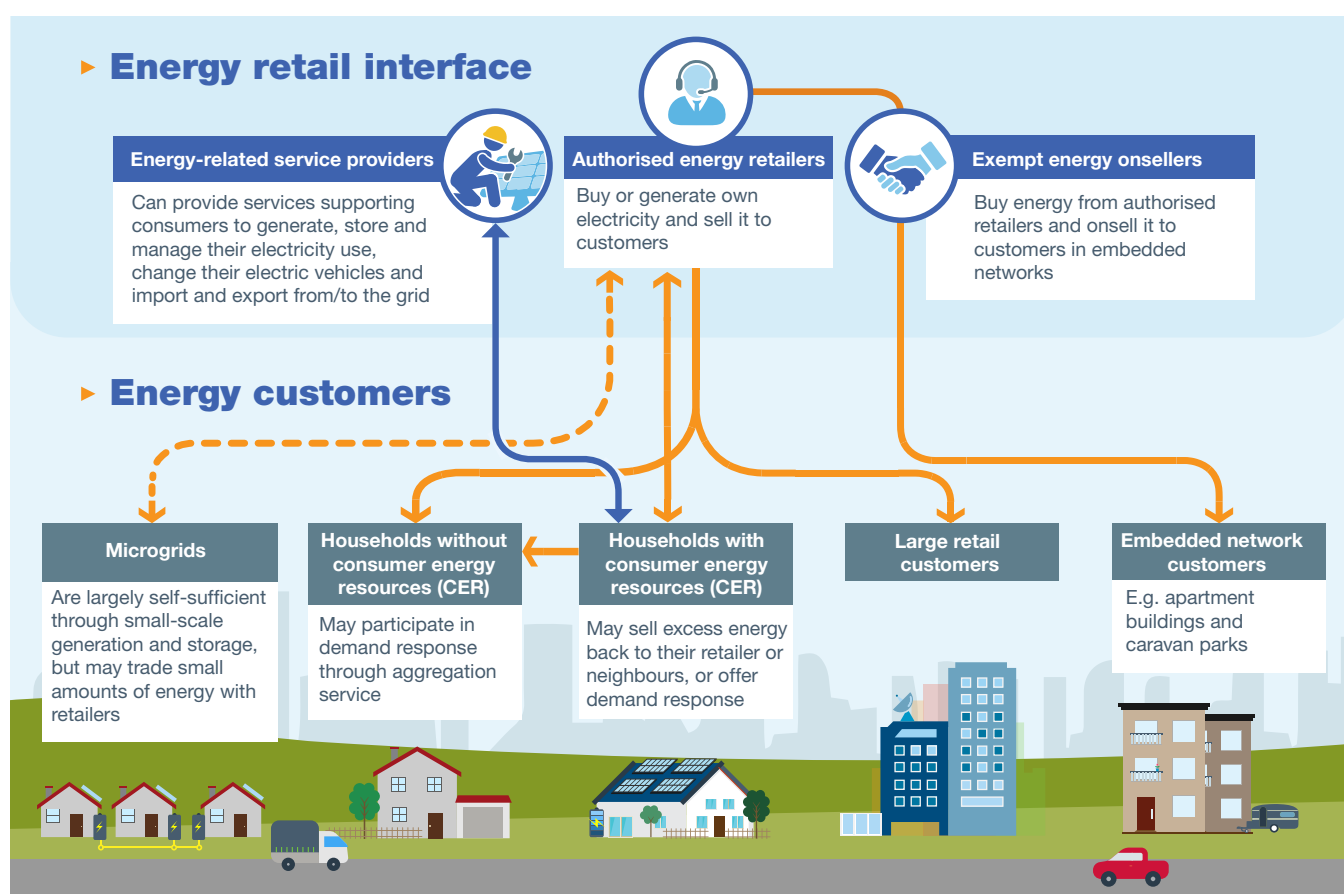 Energy retail interface
Energy-related service providers
Can provide services supporting
consumers to generate, store and
manage their electricity use,
change their electric vehicles and
import and export from/to the grid
Authorised energy retailers
Buy or generate own
electricity and sell it to
customers
Exempt energy onsellers
Buy energy from authorised
retailers and onsell it to
customers in embedded
networks
Energy customers
Microgrids
Are largely self-sufficient
through small-scale
generation and storage,
but may trade small
amounts of energy with
retailers
Households without
consumer energy
resources (CER)
May participate in
demand response
through aggregation
service
Households with
consumer energy
resources (CER)
May sell excess energy
back to their retailer or
neighbours, or offer
demand response
Large retail
customers
Embedded network
customers
E.g. apartment
buildings and
caravan parks